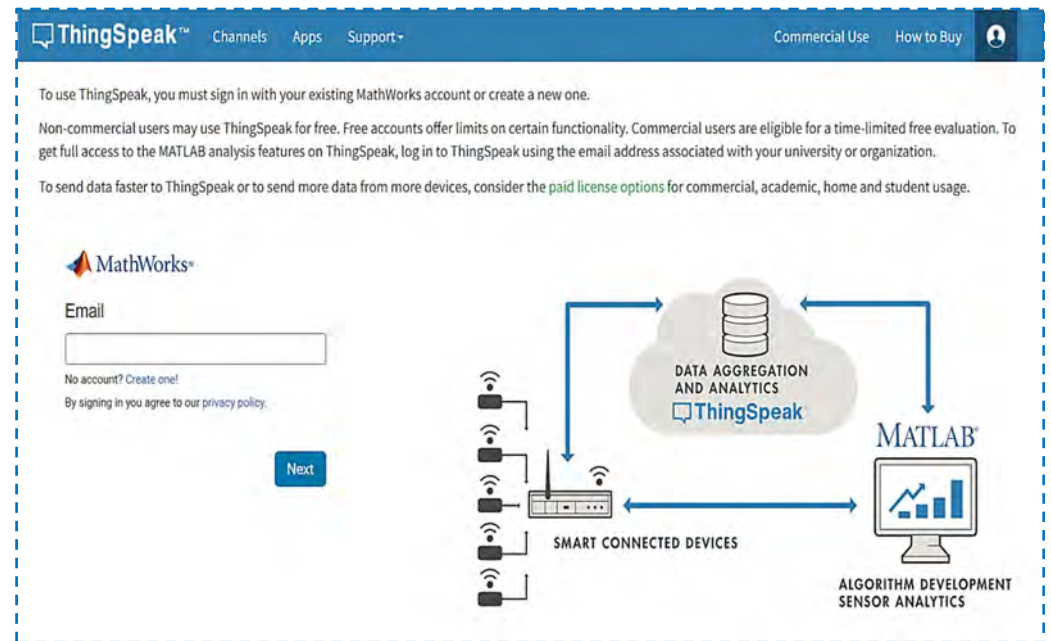 ThingSpeak™ Channels Apps Support Commercial Use How to Buy
To use ThingSpeak, you must sign in with your existing MathWorks account or create a new one.
Non-commercial users may use ThingSpeak for free. Free accounts offer limits on certain functionality. Commercial users are eligible for a time-limited free evaluation. To
get full access to the MATLAB analysis features on ThingSpeak, log in to ThingSpeak using the email address associated with your university or organization.
To send data faster to ThingSpeak or to send more data from more devices, consider the paid license options for commercial, academic, home and student usage.
MathWorks®
Email
No account? Create one!
By signing in you agree to our privacy policy.
Next
DATA AGGREGATION
AND ANALYTICS
ThingSpeak
MATLAB®
SMART CONNECTED DEVICES
ALGORITHM DEVELOPMENT
SENSOR ANALYTICS